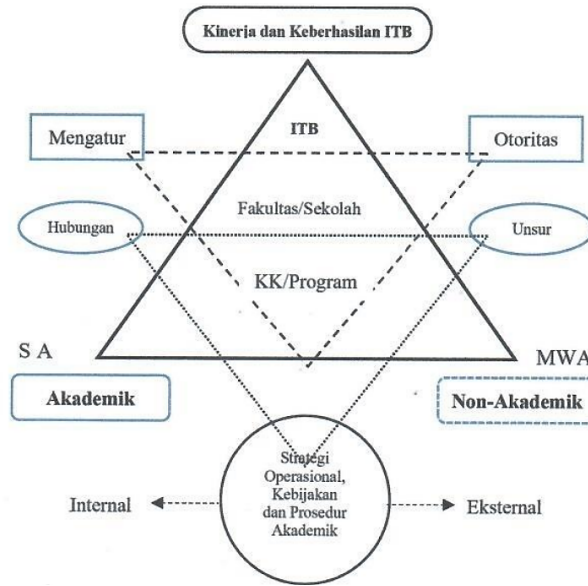 Kinerja dan Keberhasilan ITB
ITB
Mengatur
Otoritas
Fakultas/Sekolah
Hubungan
Unsur
KK/Program
S A
MWA
Akademik
Non-Akademik
Strategi
Operasional,
Kebijakan
dan Prosedur
Akademik
Internal
Eksternal